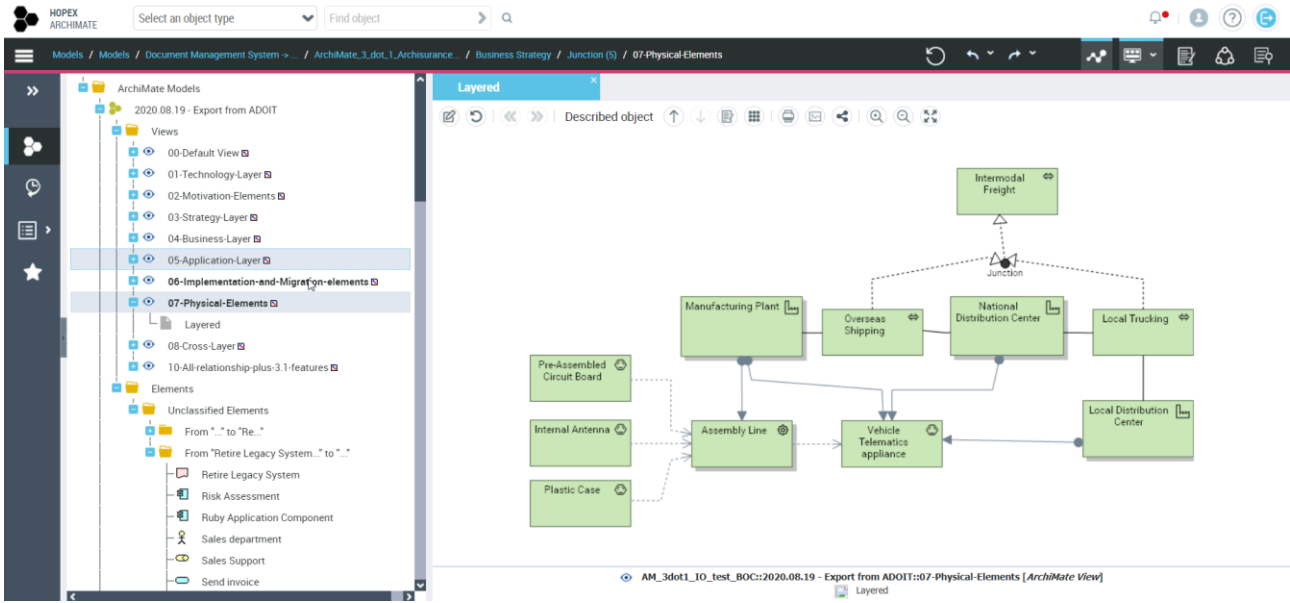 HOPEX
ARCHIMATE
Select an object type
Find object
Models / Models / Document Management System -> ... / ArchiMate_3_dot_1_Archisurance... / Business Strategy / Junction (5) / 07-Physical-Elements
ArchiMate Models
2020.08.19 - Export from ADOIT
Views
00-Default View
01-Technology-Layer
02-Motivation-Elements
03-Strategy-Layer
04-Business-Layer
05-Application-Layer
06-Implementation-and-Migration-elements
07-Physical-Elements
Layered
08-Cross-Layer
10-All-relationship-plus-3.1-features
Elements
Unclassified Elements
From "..." to "Re..."
From "Retire Legacy System..." to "..."
Retire Legacy System
Risk Assessment
Ruby Application Component
Sales department
Sales Support
Send invoice
Layered
Described object
Intermodal
Freight
Junction
Manufacturing Plant
Overseas
Shipping
National
Distribution Center
Local Trucking
Pre-Assembled
Circuit Board
Internal Antenna
Plastic Case
Assembly Line
Vehicle
Telematics
appliance
Local Distribution
Center
AM_3dot1_IO_test_BOC::2020.08.19 - Export from ADOIT::07-Physical-Elements [ArchiMate View]
Layered